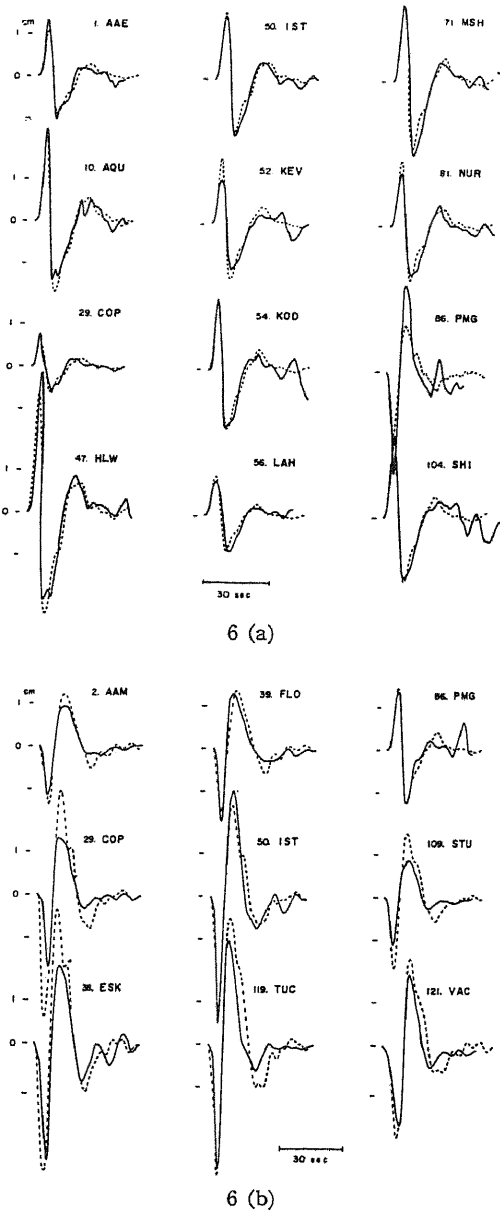 cm
1. AAE
50. IST
71. MSH
1
0
10. AQU
52. KEV
81. NUR
1
0
29. COP
54. KOD
86. PMG
1
0
47. HLW
56. LAH
104. SHI
1
0
30 sec
6 (a)
cm
2. AAM
39. FLO
86. PMG
1
0
29. COP
50. IST
109. STU
1
0
38. ESK
119. TUC
121. VAC
1
0
30 sec
6 (b)